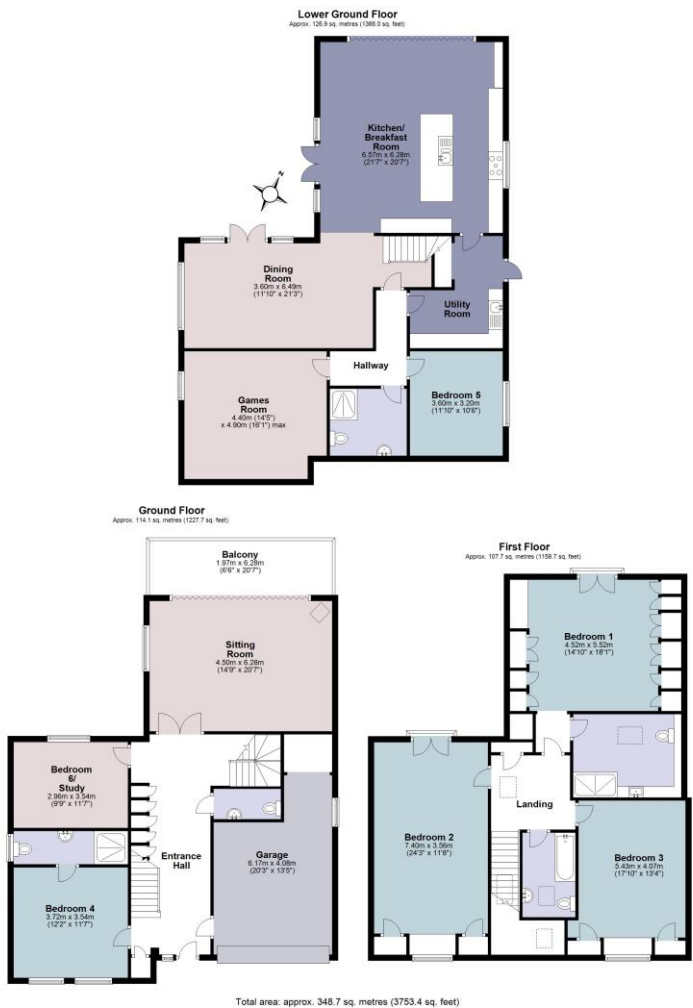 Lower Ground Floor
Approx. 126.9 sq. metres (1366.0 sq. feet)
Kitchen/
Breakfast
Room
6.57m x 6.28m
(21'7" x 20'7")
N
Dining
Room
3.60m x 6.49m
(11'10" x 21'3")
Utility
Room
Hallway
Games
Room
4.40m (14'5")
x 4.90m (16'1") max
Bedroom 5
3.60m x 3.20m
(11'10" x 10'6")
Ground Floor
Approx. 114.1 sq. metres (1227.7 sq. feet)
Balcony
1.97m x 6.28m
(6'6" x 20'7")
Sitting
Room
4.50m x 6.28m
(14'9" x 20'7")
Bedroom
6/
Study
2.96m x 3.54m
(9'9" x 11'7")
Entrance
Hall
Garage
6.17m x 4.08m
(20'3" x 13'5")
Bedroom 4
3.72m x 3.54m
(12'2" x 11'7")
First Floor
Approx. 107.7 sq. metres (1159.7 sq. feet)
Bedroom 1
4.52m x 5.52m
(14'10" x 18'1")
Landing
Bedroom 2
7.40m x 3.56m
(24'3" x 11'8")
Bedroom 3
5.43m x 4.07m
(17'10" x 13'4")
Total area: approx. 348.7 sq. metres (3753.4 sq. feet)